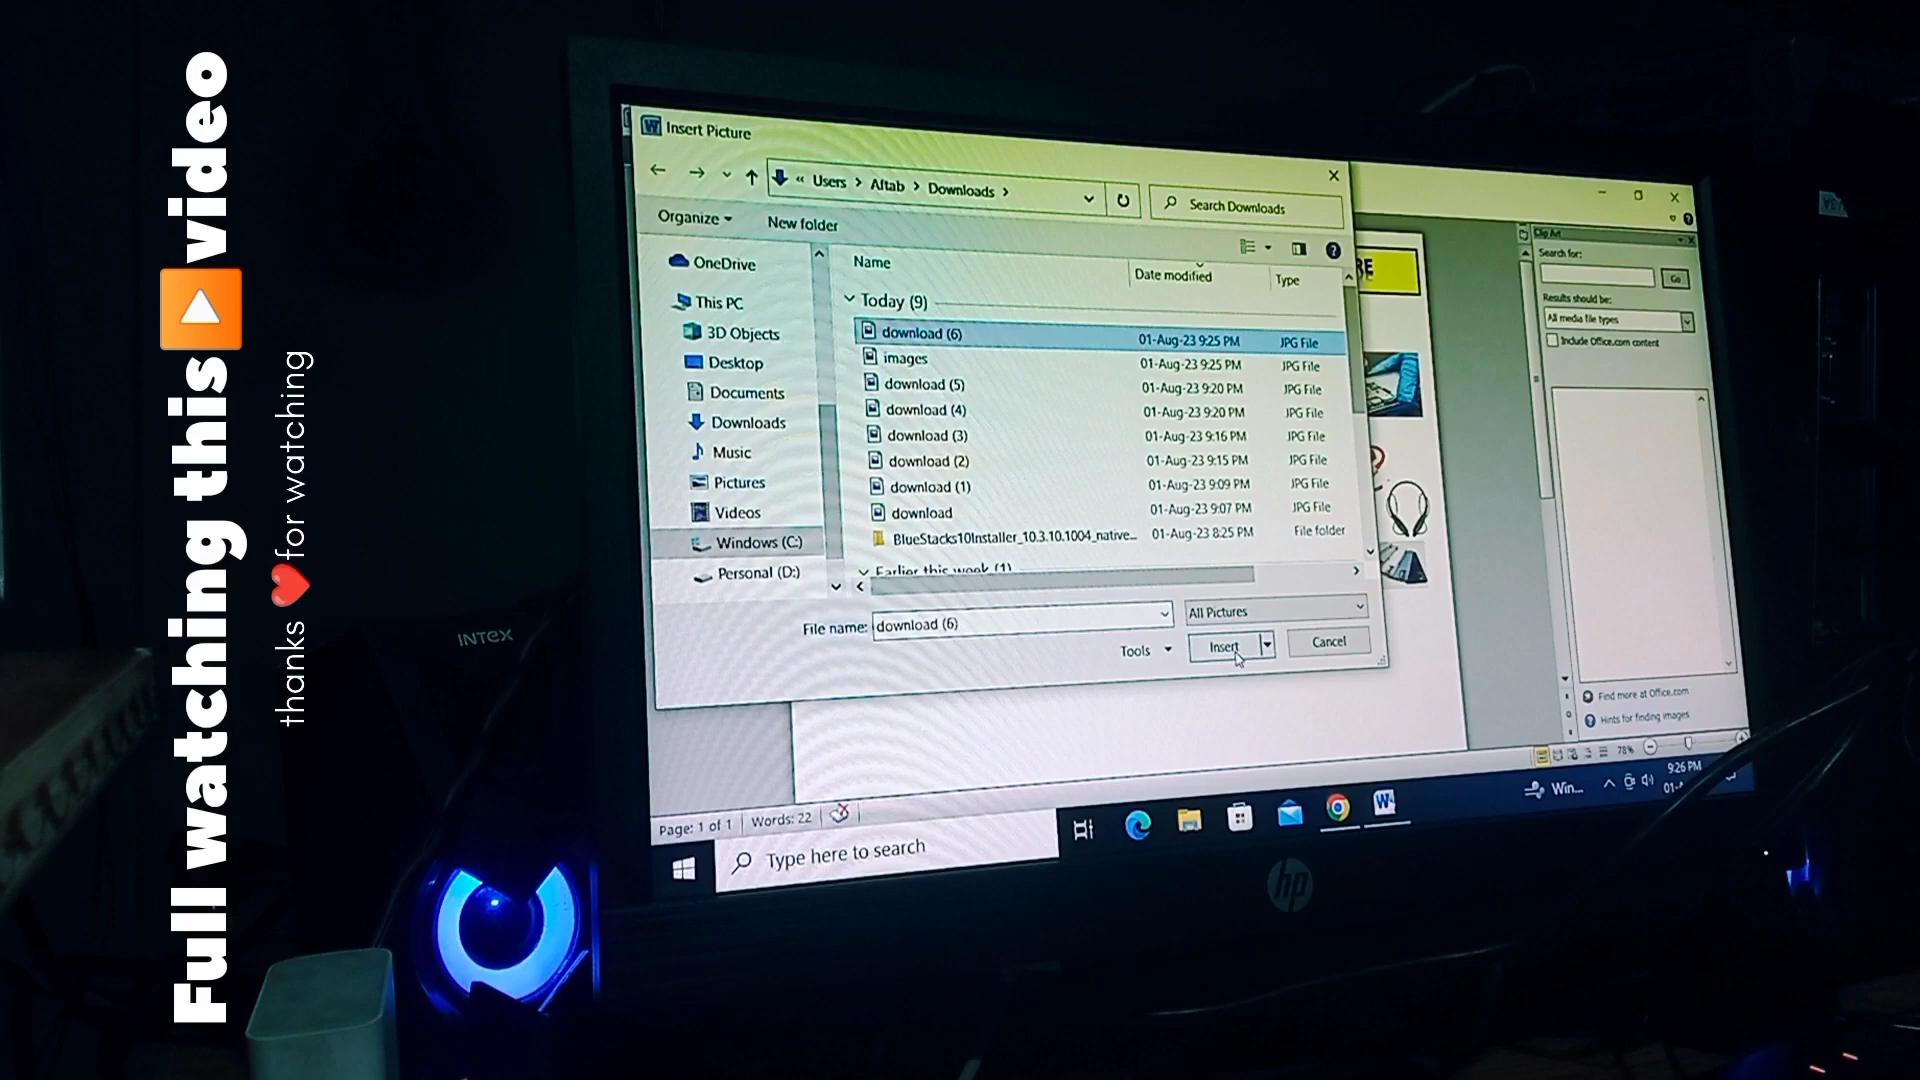 Full watching this ▶️ video
thanks ❤️ for watching
INTEX
Insert Picture
« Users > Aftab > Downloads >
Search Downloads
Organize
New folder
OneDrive
This PC
3D Objects
Desktop
Documents
Downloads
Music
Pictures
Videos
Windows (C:)
Personal (D:)
Name Date modified Type
Today (9)
download (6) 01-Aug-23 9:25 PM JPG File
images 01-Aug-23 9:25 PM JPG File
download (5) 01-Aug-23 9:20 PM JPG File
download (4) 01-Aug-23 9:20 PM JPG File
download (3) 01-Aug-23 9:16 PM JPG File
download (2) 01-Aug-23 9:15 PM JPG File
download (1) 01-Aug-23 9:09 PM JPG File
download 01-Aug-23 9:07 PM JPG File
BlueStacks10Installer_10.3.10.1004_native... 01-Aug-23 8:25 PM File folder
Earlier this week (1)
File name: download (6) All Pictures
Tools Insert Cancel
RE
Clip Art
Search for:
Go
Results should be:
All media file types
Include Office.com content
Find more at Office.com
Hints for finding images
Page: 1 of 1 Words: 22
78%
Type here to search
Win...
9:26 PM
hp